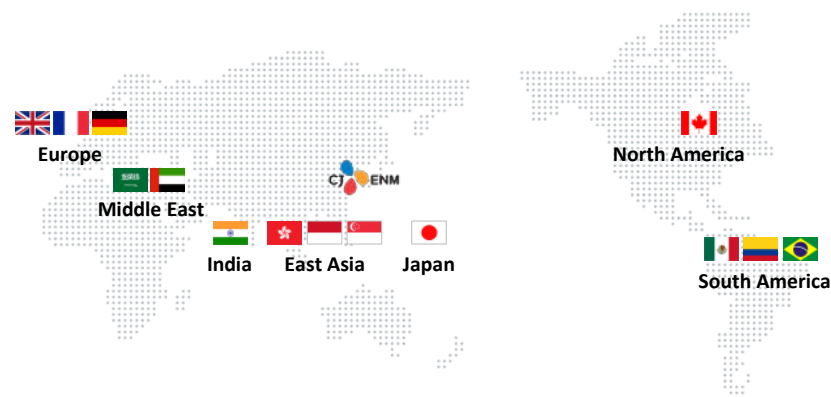 Europe
North America
CJ ENM
Middle East
India
East Asia
Japan
South America